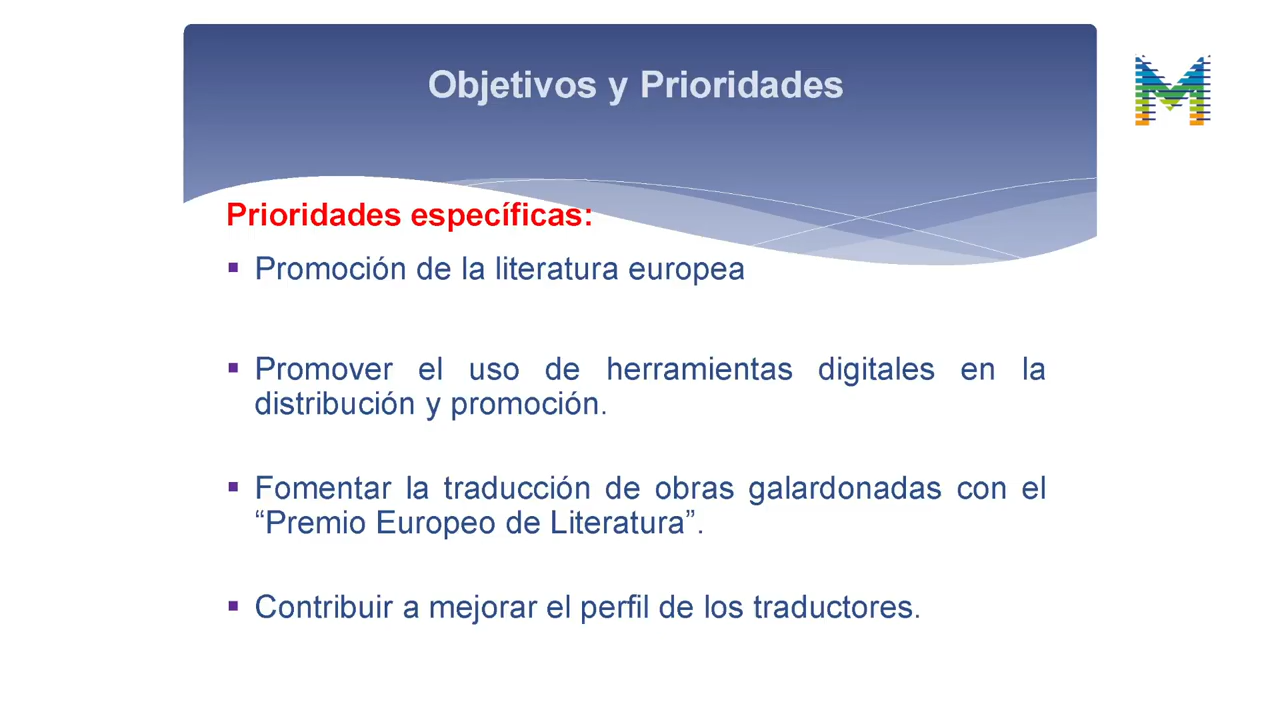 Objetivos y Prioridades
Prioridades específicas:
▪ Promoción de la literatura europea
▪ Promover el uso de herramientas digitales en la
distribución y promoción.
▪ Fomentar la traducción de obras galardonadas con el
“Premio Europeo de Literatura”.
▪ Contribuir a mejorar el perfil de los traductores.